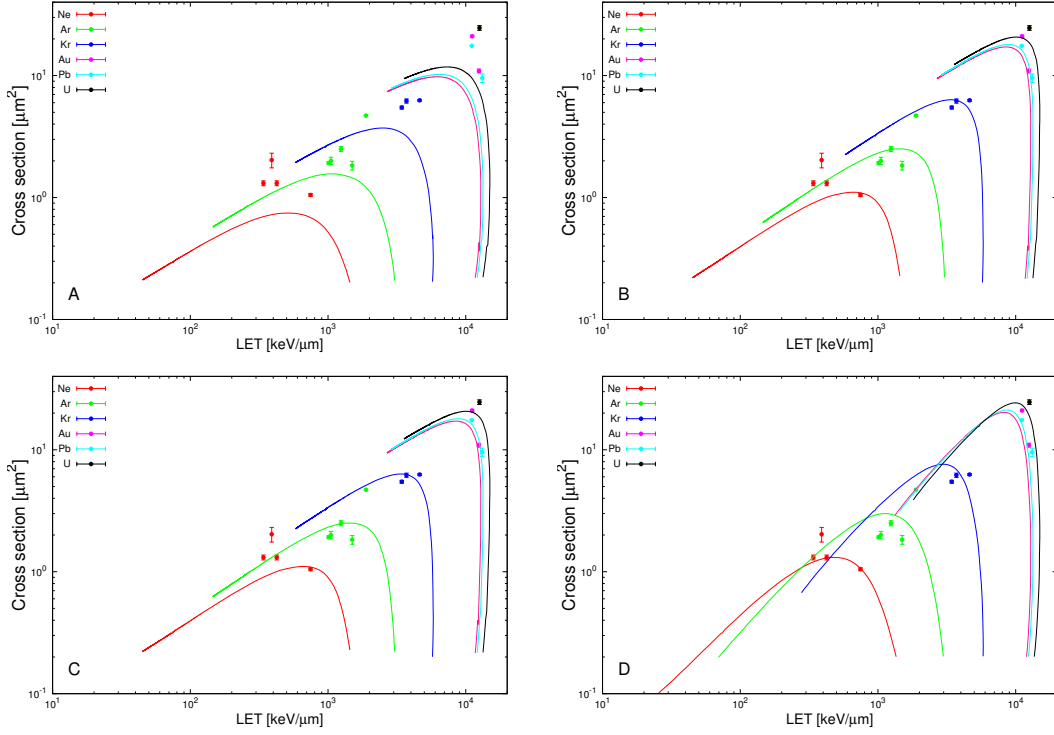 Ne
Ar
Kr
Au
Pb
U
Cross section [μm²]
10¹
10⁰
10⁻¹
A
10¹ 10² 10³ 10⁴
LET [keV/μm]
Ne
Ar
Kr
Au
Pb
U
Cross section [μm²]
10¹
10⁰
10⁻¹
B
10¹ 10² 10³ 10⁴
LET [keV/μm]
Ne
Ar
Kr
Au
Pb
U
Cross section [μm²]
10¹
10⁰
10⁻¹
C
10¹ 10² 10³ 10⁴
LET [keV/μm]
Ne
Ar
Kr
Au
Pb
U
Cross section [μm²]
10¹
10⁰
10⁻¹
D
10¹ 10² 10³ 10⁴
LET [keV/μm]